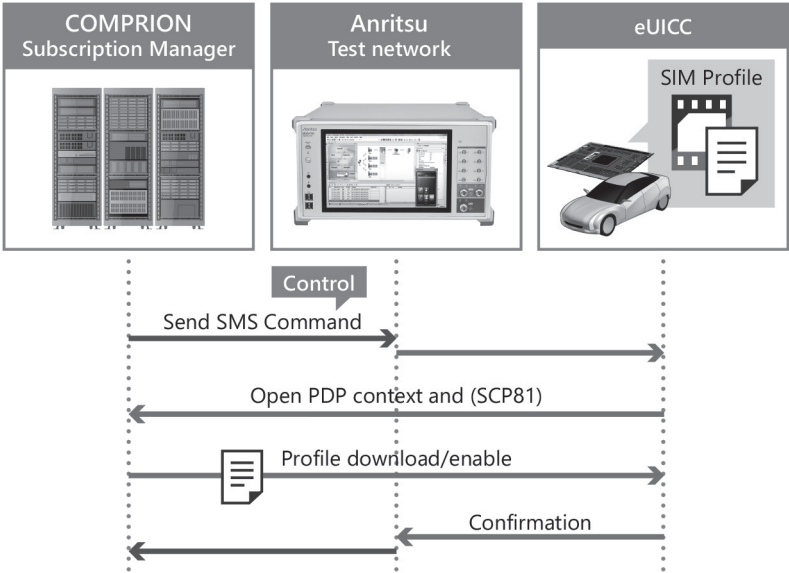 COMPRION
Subscription Manager
Anritsu
Test network
eUICC
SIM Profile
Control
Send SMS Command
Open PDP context and (SCP81)
Profile download/enable
Confirmation